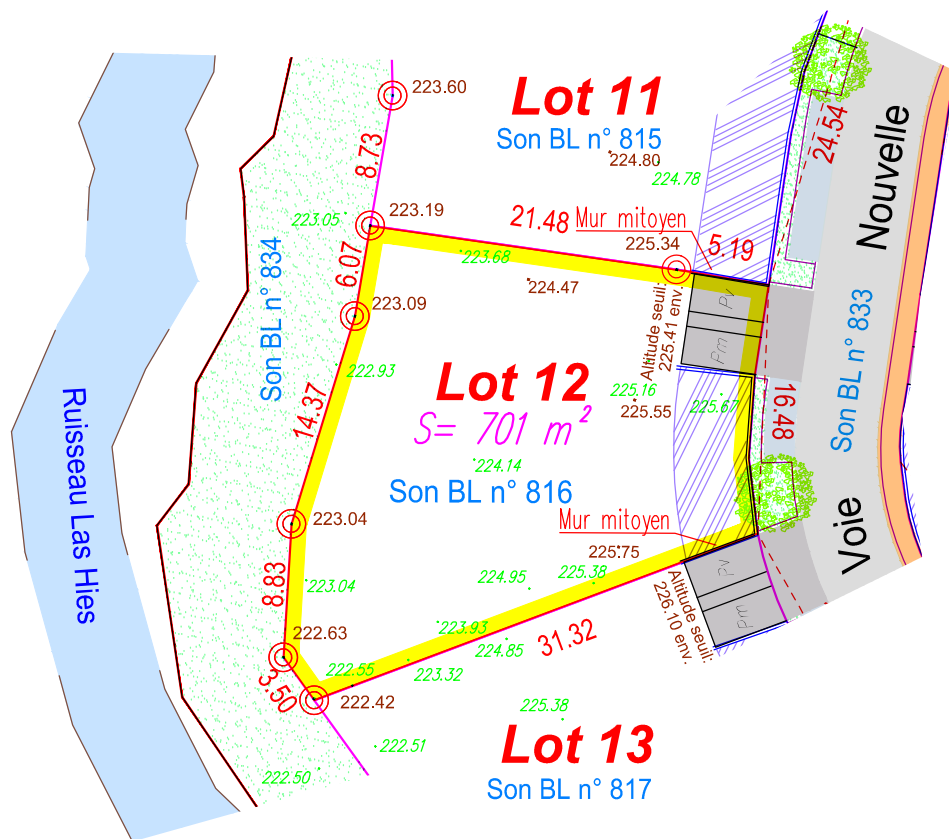 223.60
Lot 11
Son BL n° 815
24.54
Nouvelle
8.73
224.80
224.78
223.05
223.19
21.48
Mur mitoyen
225.34
5.19
223.68
224.47
6.07
Son BL n° 834
223.09
Altitude seuil:
225.41 env.
Pv
Pm
222.93
Lot 12
S= 701 m²
225.16
225.55
225.67
16.48
Son BL n° 833
14.37
224.14
Son BL n° 816
Ruisseau Las Hies
223.04
Mur mitoyen
Voie
225.75
8.83
223.04
224.95
225.38
Altitude seuil:
226.10 env.
Pv
Pm
222.63
223.93
224.85
31.32
222.55
223.32
3.50
222.42
225.38
222.51
222.50
Lot 13
Son BL n° 817